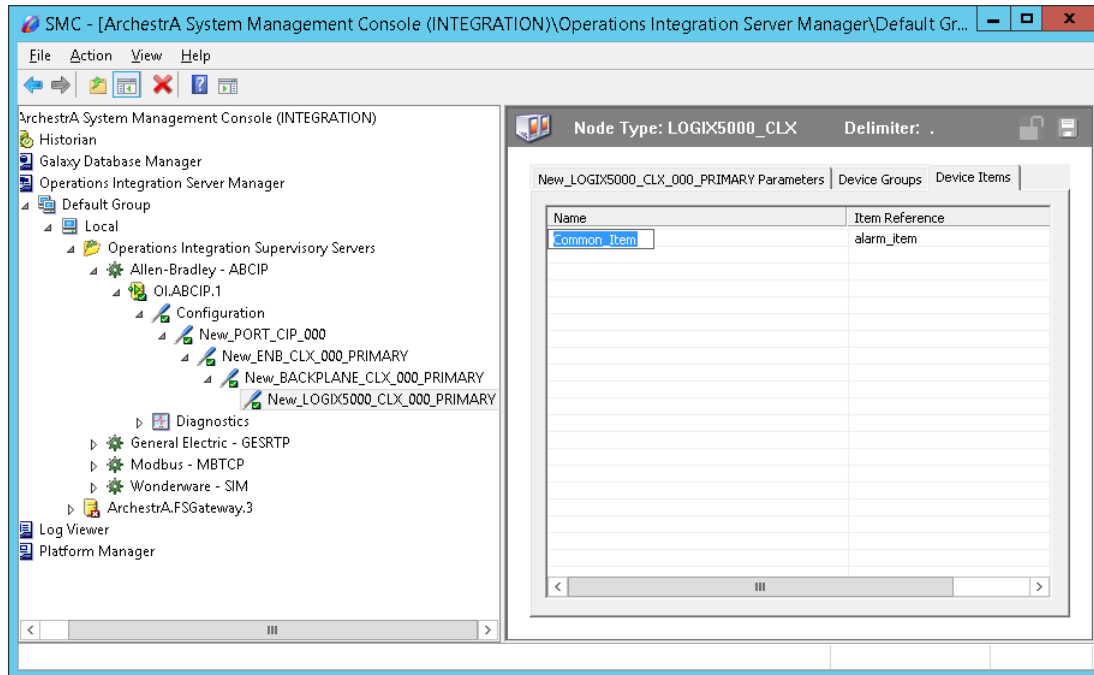 SMC - [ArchestrA System Management Console (INTEGRATION)\Operations Integration Server Manager\Default Gr...
File Action View Help
ArchestrA System Management Console (INTEGRATION)
Historian
Galaxy Database Manager
Operations Integration Server Manager
Default Group
Local
Operations Integration Supervisory Servers
Allen-Bradley - ABCIP
OI.ABCIP.1
Configuration
New_PORT_CIP_000
New_ENB_CLX_000_PRIMARY
New_BACKPLANE_CLX_000_PRIMARY
New_LOGIX5000_CLX_000_PRIMARY
Diagnostics
General Electric - GESRTP
Modbus - MBTCP
Wonderware - SIM
ArchestrA.FSGateway.3
Log Viewer
Platform Manager
Node Type: LOGIX5000_CLX Delimiter: .
New_LOGIX5000_CLX_000_PRIMARY Parameters Device Groups Device Items
Name Item Reference
Common_Item alarm_item